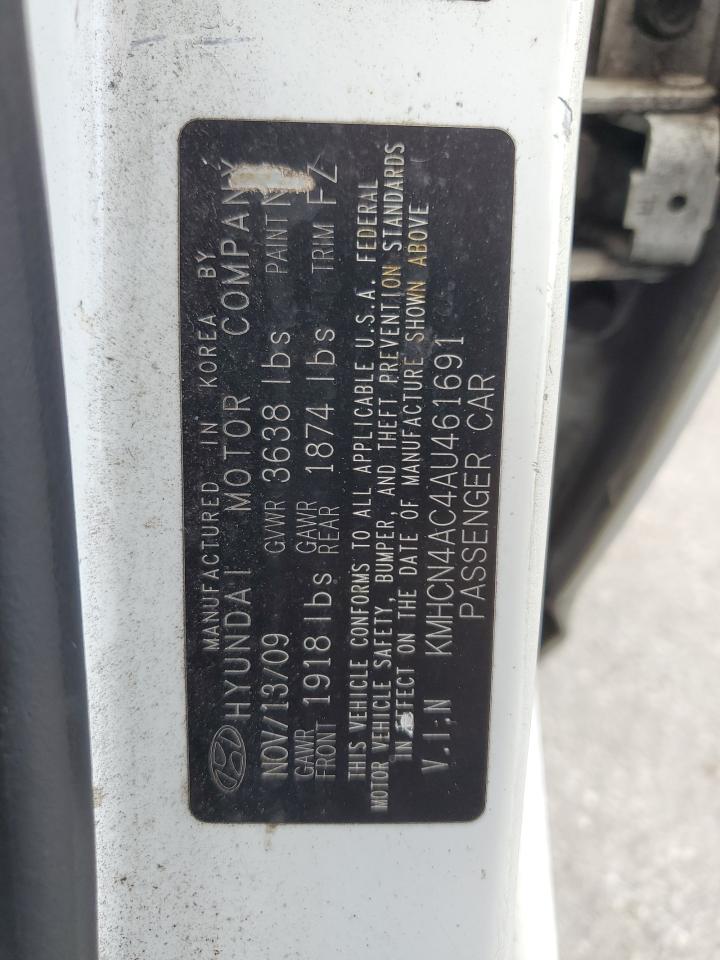 MANUFACTURED IN KOREA BY
HYUNDAI MOTOR COMPANY
NOV/13/09 GVWR 3638 lbs PAINT
GAWR FRONT 1918 lbs GAWR REAR 1874 lbs TRIM FZ
THIS VEHICLE CONFORMS TO ALL APPLICABLE U.S.A. FEDERAL
MOTOR VEHICLE SAFETY, BUMPER, AND THEFT PREVENTION STANDARDS
IN EFFECT ON THE DATE OF MANUFACTURE SHOWN ABOVE
V.I.N KMHCN4AC4AU461691
PASSENGER CAR